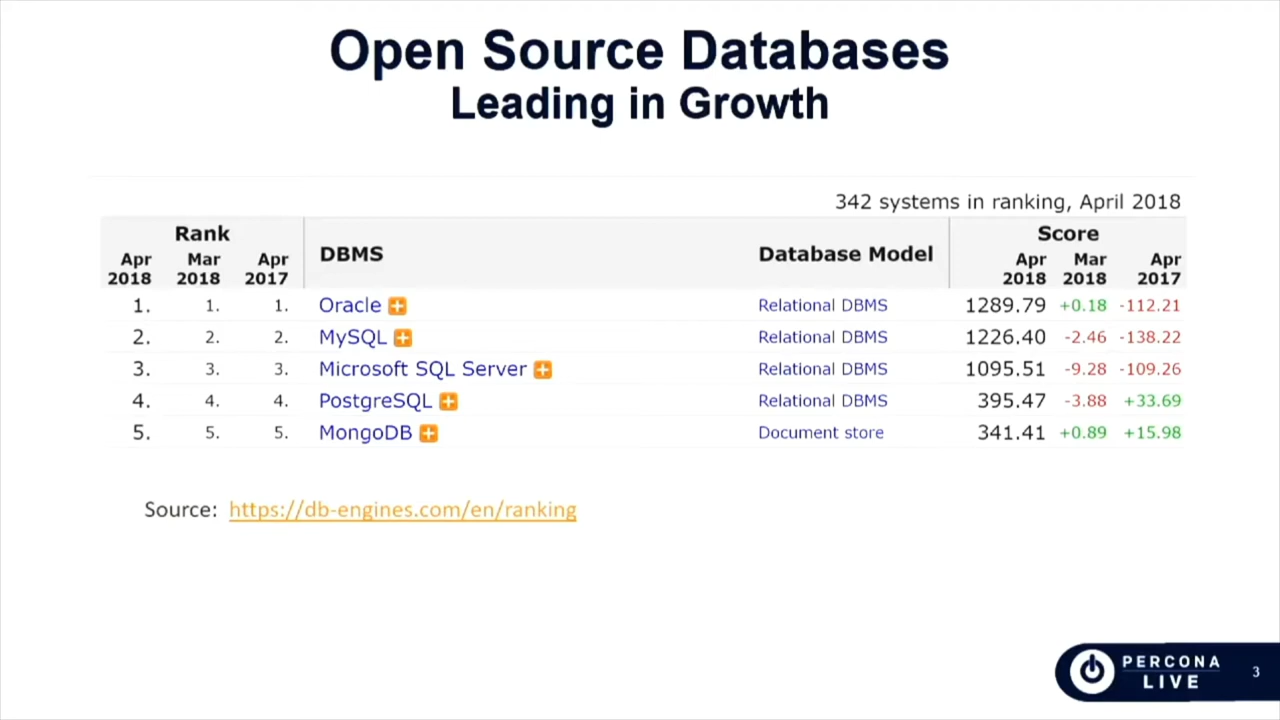 Open Source Databases
Leading in Growth
342 systems in ranking, April 2018
Rank DBMS Database Model Score
Apr 2018 Mar 2018 Apr 2017 Apr 2018 Mar 2018 Apr 2017
1. 1. 1. Oracle Relational DBMS 1289.79 +0.18 -112.21
2. 2. 2. MySQL Relational DBMS 1226.40 -2.46 -138.22
3. 3. 3. Microsoft SQL Server Relational DBMS 1095.51 -9.28 -109.26
4. 4. 4. PostgreSQL Relational DBMS 395.47 -3.88 +33.69
5. 5. 5. MongoDB Document store 341.41 +0.89 +15.98
Source: https://db-engines.com/en/ranking
PERCONA
LIVE
3